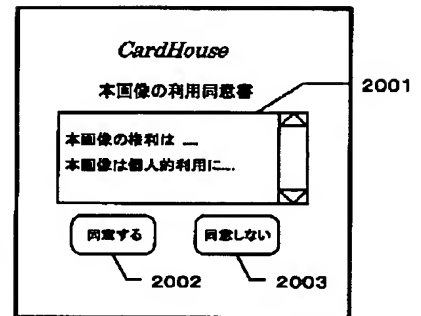 CardHouse
本画像の利用同意書
2001
本画像の権利は ...
本画像は個人的利用に...
同意する
同意しない
2002
2003